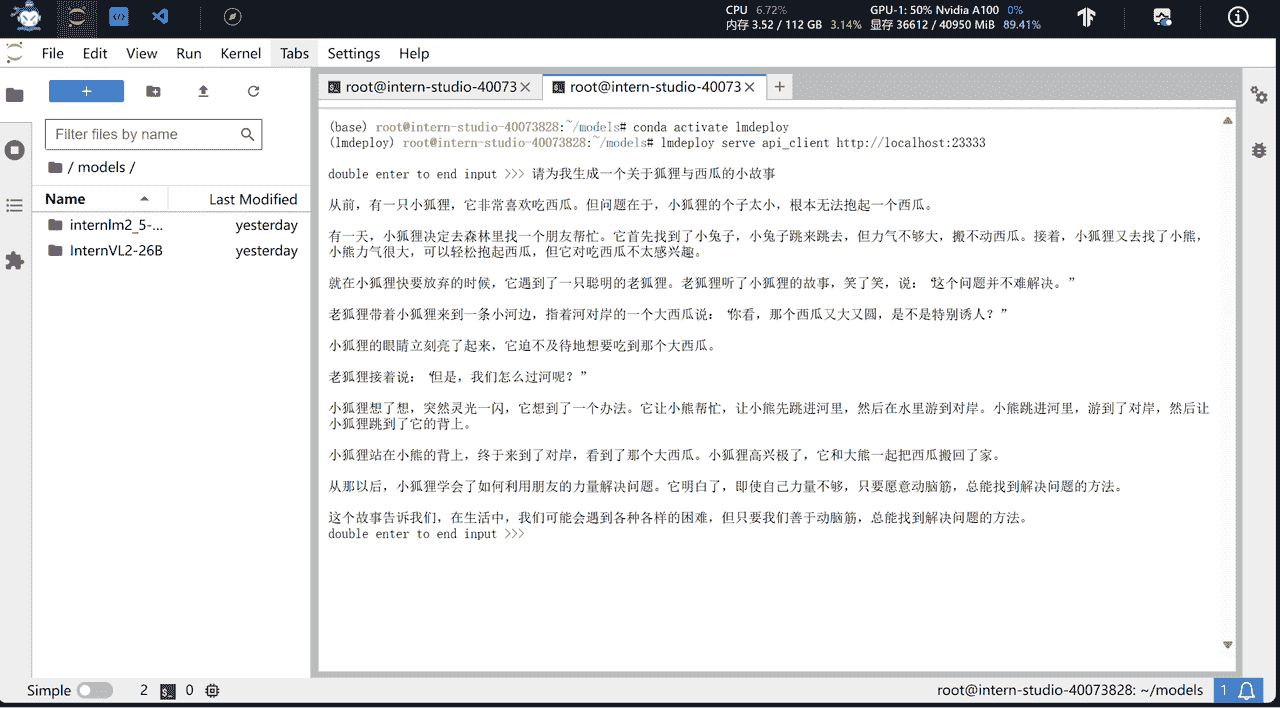 CPU 6.72%
GPU-1: 50% Nvidia A100 0%
内存 3.52 / 112 GB 3.14%
显存 36612 / 40950 MiB 89.41%
File Edit View Run Kernel Tabs Settings Help
root@intern-studio-40073
root@intern-studio-40073
Filter files by name
/ models /
Name Last Modified
internlm2_5-... yesterday
InternVL2-26B yesterday
(base) root@intern-studio-40073828:~/models# conda activate lmdeploy
(lmdeploy) root@intern-studio-40073828:~/models# lmdeploy serve api_client http://localhost:23333
double enter to end input >>> 请为我生成一个关于狐狸与西瓜的小故事
从前，有一只小狐狸，它非常喜欢吃西瓜。但问题在于，小狐狸的个子太小，根本无法抱起一个西瓜。
有一天，小狐狸决定去森林里找一个朋友帮忙。它首先找到了小兔子，小兔子跳来跳去，但力气不够大，搬不动西瓜。接着，小狐狸又去找了小熊，
小熊力气很大，可以轻松抱起西瓜，但它对吃西瓜不太感兴趣。
就在小狐狸快要放弃的时候，它遇到了一只聪明的老狐狸。老狐狸听了小狐狸的故事，笑了笑，说：“这个问题并不难解决。”
老狐狸带着小狐狸来到一条小河边，指着河对岸的一个大西瓜说：“你看，那个西瓜又大又圆，是不是特别诱人？”
小狐狸的眼睛立刻亮了起来，它迫不及待地想要吃到那个大西瓜。
老狐狸接着说：“但是，我们怎么过河呢？”
小狐狸想了想，突然灵光一闪，它想到了一个办法。它让小熊帮忙，让小熊先跳进河里，然后在水里游到对岸。小熊跳进河里，游到了对岸，然后让
小狐狸跳到了它的背上。
小狐狸站在小熊的背上，终于来到了对岸，看到了那个大西瓜。小狐狸高兴极了，它和大熊一起把西瓜搬回了家。
从那以后，小狐狸学会了如何利用朋友的力量解决问题。它明白了，即使自己力量不够，只要愿意动脑筋，总能找到解决问题的方法。
这个故事告诉我们，在生活中，我们可能会遇到各种各样的困难，但只要我们善于动脑筋，总能找到解决问题的方法。
double enter to end input >>>
Simple 2 0 root@intern-studio-40073828: ~/models 1